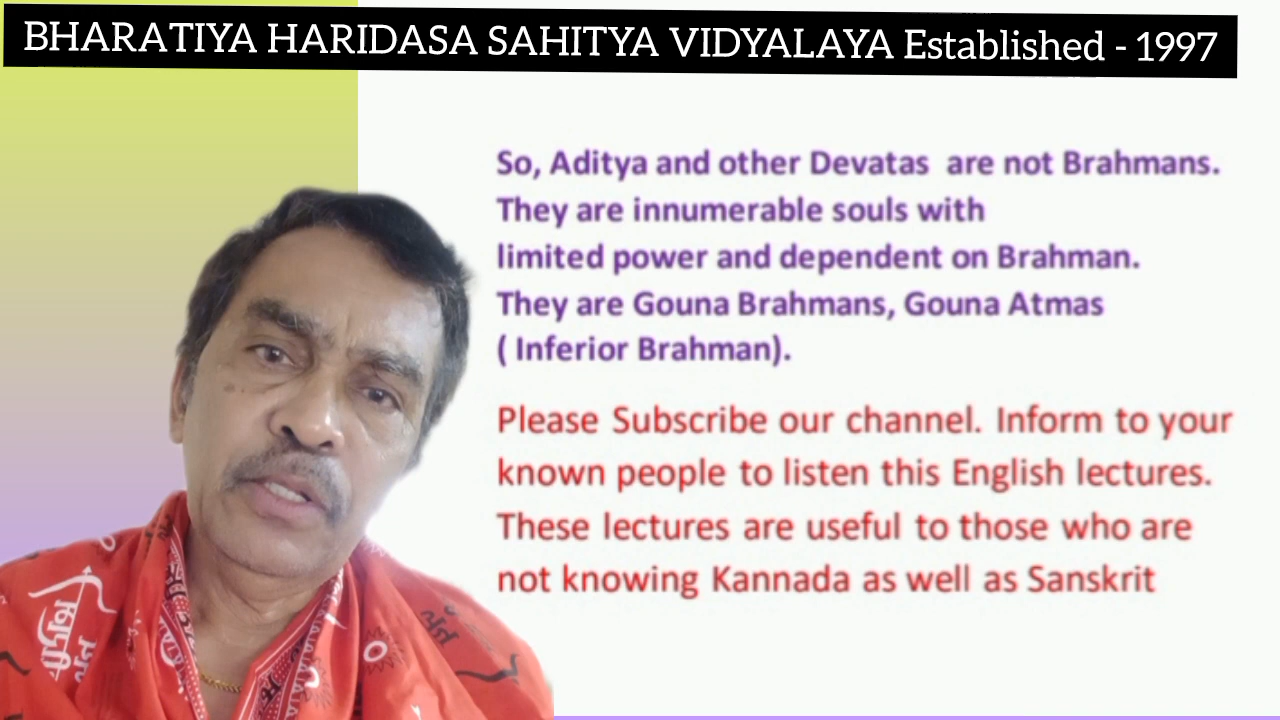 BHARATIYA HARIDASA SAHITYA VIDYALAYA Established - 1997
So, Aditya and other Devatas are not Brahmans.
They are innumerable souls with
limited power and dependent on Brahman.
They are Gouna Brahmans, Gouna Atmas
( Inferior Brahman).
Please Subscribe our channel. Inform to your
known people to listen this English lectures.
These lectures are useful to those who are
not knowing Kannada as well as Sanskrit